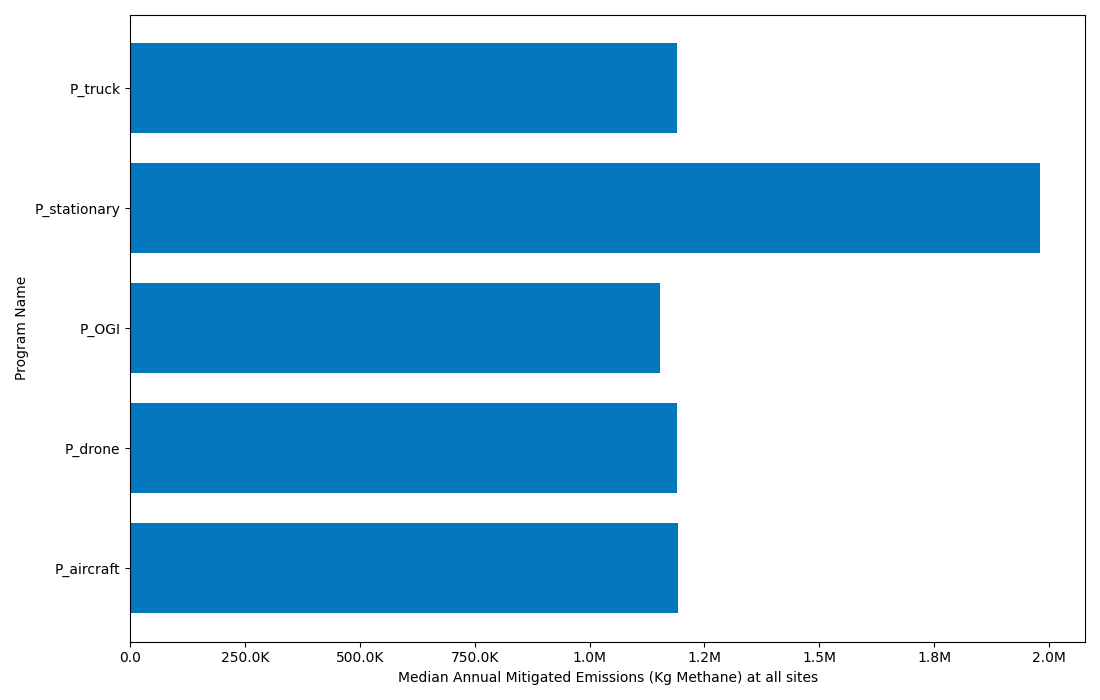 P_truck
P_stationary
P_OGI
P_drone
P_aircraft
Program Name
0.0 250.0K 500.0K 750.0K 1.0M 1.2M 1.5M 1.8M 2.0M
Median Annual Mitigated Emissions (Kg Methane) at all sites